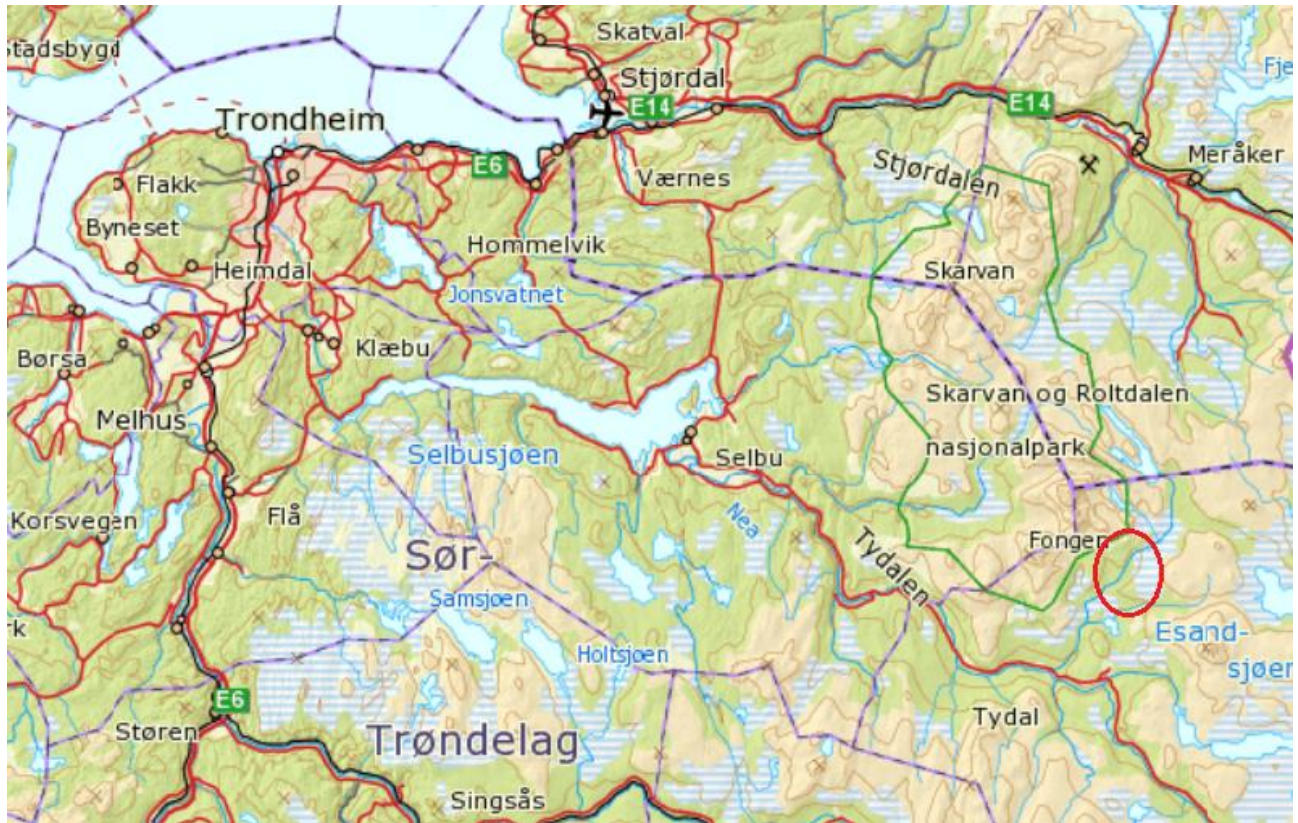 Stadsbygd
Skatval
Stjørdal
E14
E14
Fje
Trondheim
E6
Værnes
Stjørdalen
Meråker
Flakk
Byneset
Hommelvik
Heimdal
Jonsvatnet
Skarvan
Børsa
Klæbu
Melhus
Skarvan og Roltdalen
nasjonalpark
Selbusjøen
Selbu
Nea
Korsvegen
Flå
Sør-
Fongen
Tydalen
Samsjøen
Holtsjøen
rk
Esand-
sjøen
E6
Støren
Trøndelag
Tydal
Singsås